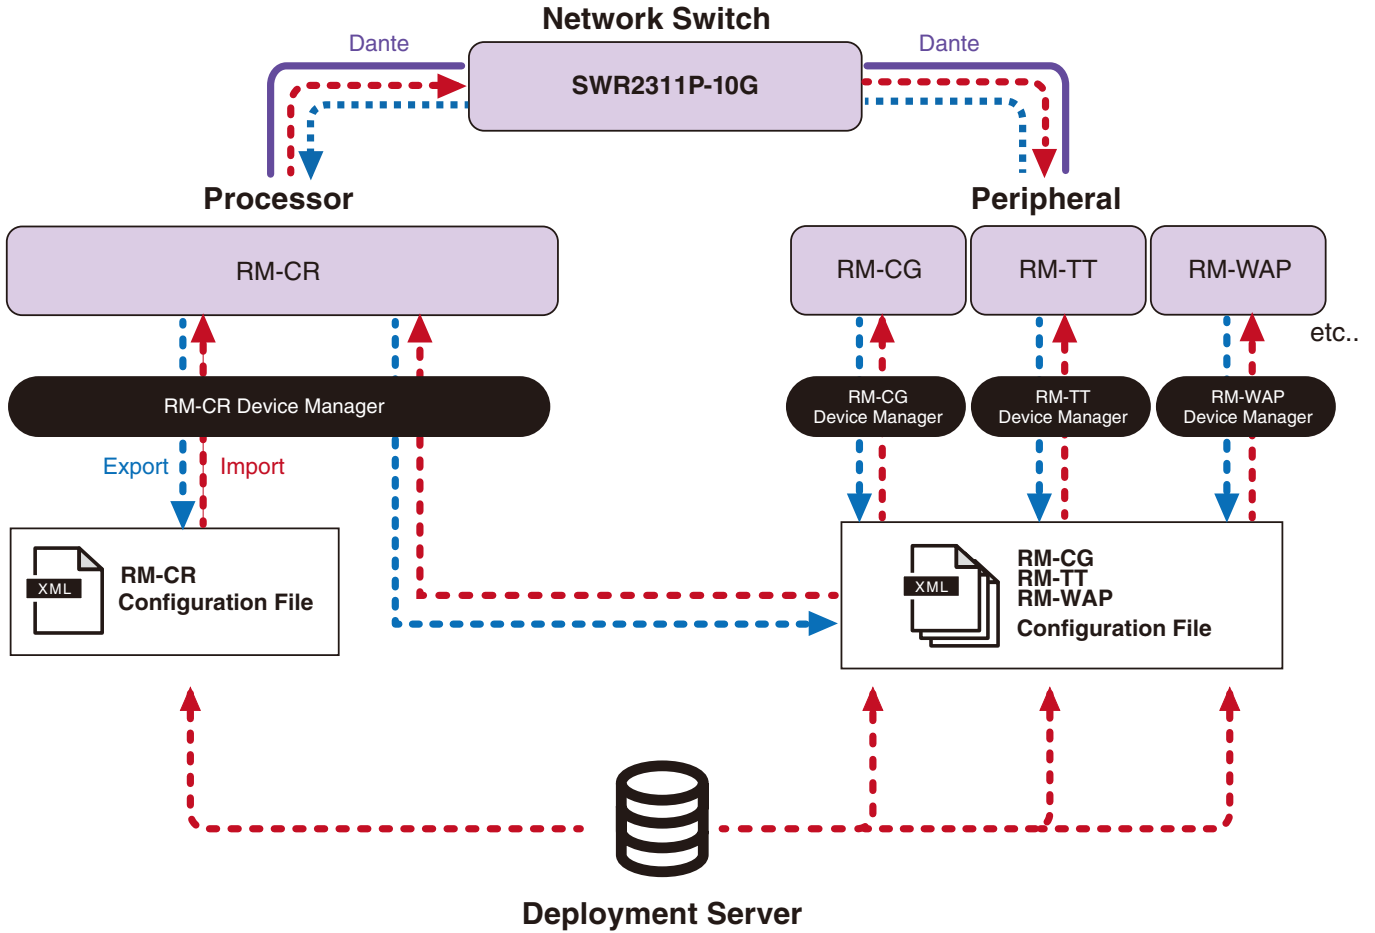 Network Switch
Dante
Dante
SWR2311P-10G
Processor
Peripheral
RM-CR
RM-CG
RM-TT
RM-WAP
etc..
RM-CR Device Manager
RM-CG
Device Manager
RM-TT
Device Manager
RM-WAP
Device Manager
Export
Import
XML
RM-CR
Configuration File
XML
RM-CG
RM-TT
RM-WAP
Configuration File
Deployment Server